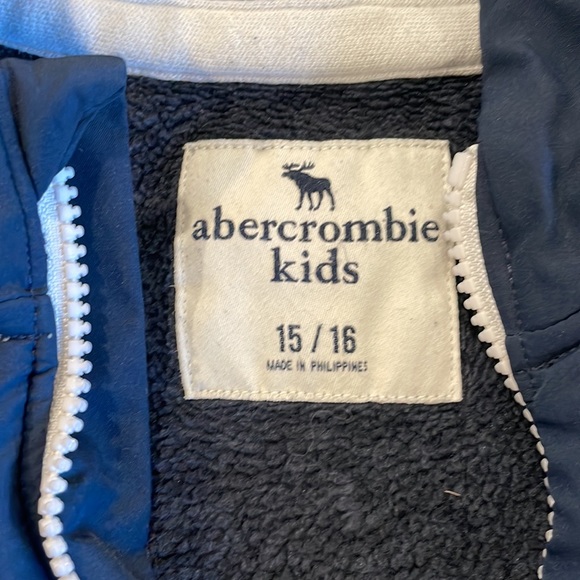 abercrombie
kids
15 / 16
MADE IN PHILIPPINES